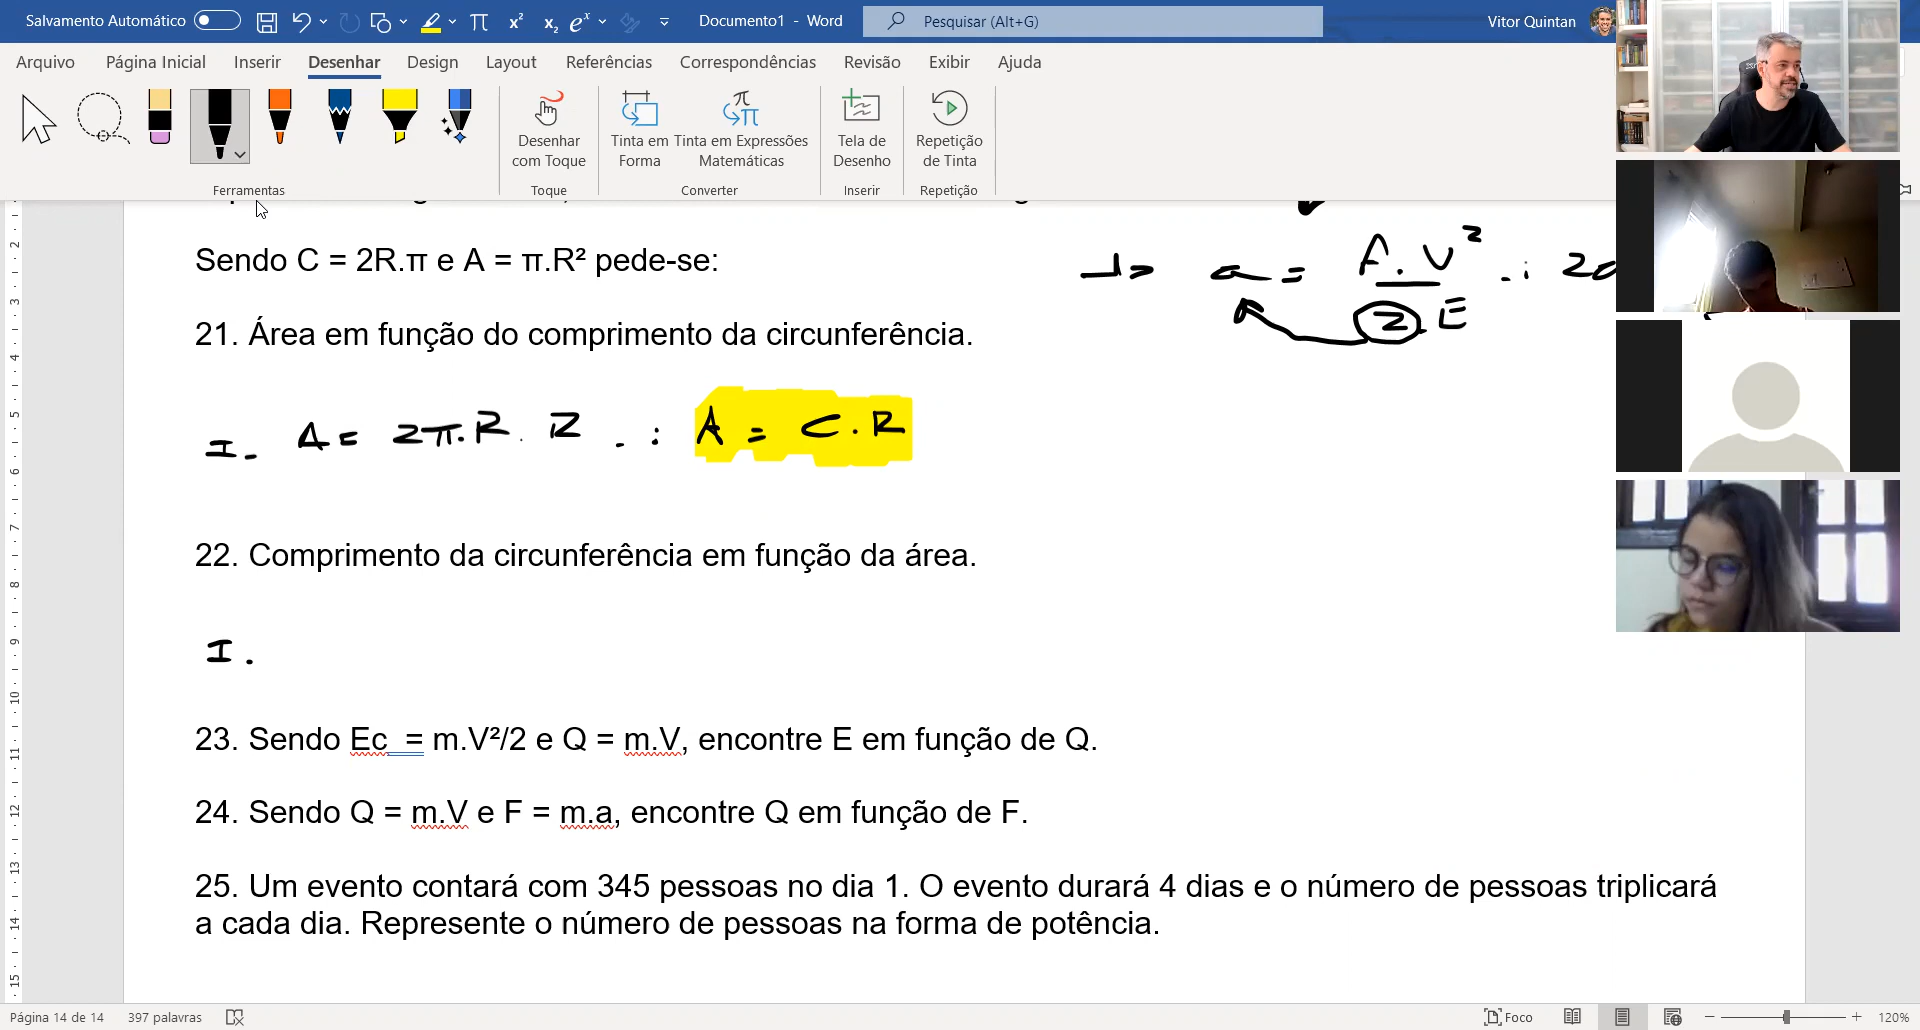 Salvamento Automático
Documento1 - Word
Pesquisar (Alt+G)
Vitor Quintan
Arquivo Página Inicial Inserir Desenhar Design Layout Referências Correspondências Revisão Exibir Ajuda
Desenhar com Toque
Tinta em Forma
Tinta em Expressões Matemáticas
Tela de Desenho
Repetição de Tinta
Ferramentas Toque Converter Inserir Repetição
Sendo C = 2R.π e A = π.R² pede-se:
a = A.V² .: 20
2.E
21. Área em função do comprimento da circunferência.
I. A = 2π.R.R .: A = C.R
22. Comprimento da circunferência em função da área.
I.
23. Sendo Ec = m.V²/2 e Q = m.V, encontre E em função de Q.
24. Sendo Q = m.V e F = m.a, encontre Q em função de F.
25. Um evento contará com 345 pessoas no dia 1. O evento durará 4 dias e o número de pessoas triplicará
a cada dia. Represente o número de pessoas na forma de potência.
Página 14 de 14 397 palavras Foco 120%